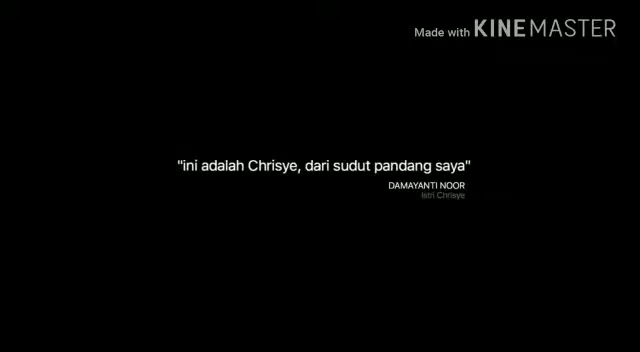 Made with KINEMASTER
"ini adalah Chrisye, dari sudut pandang saya"
DAMAYANTI NOOR
Istri Chrisye